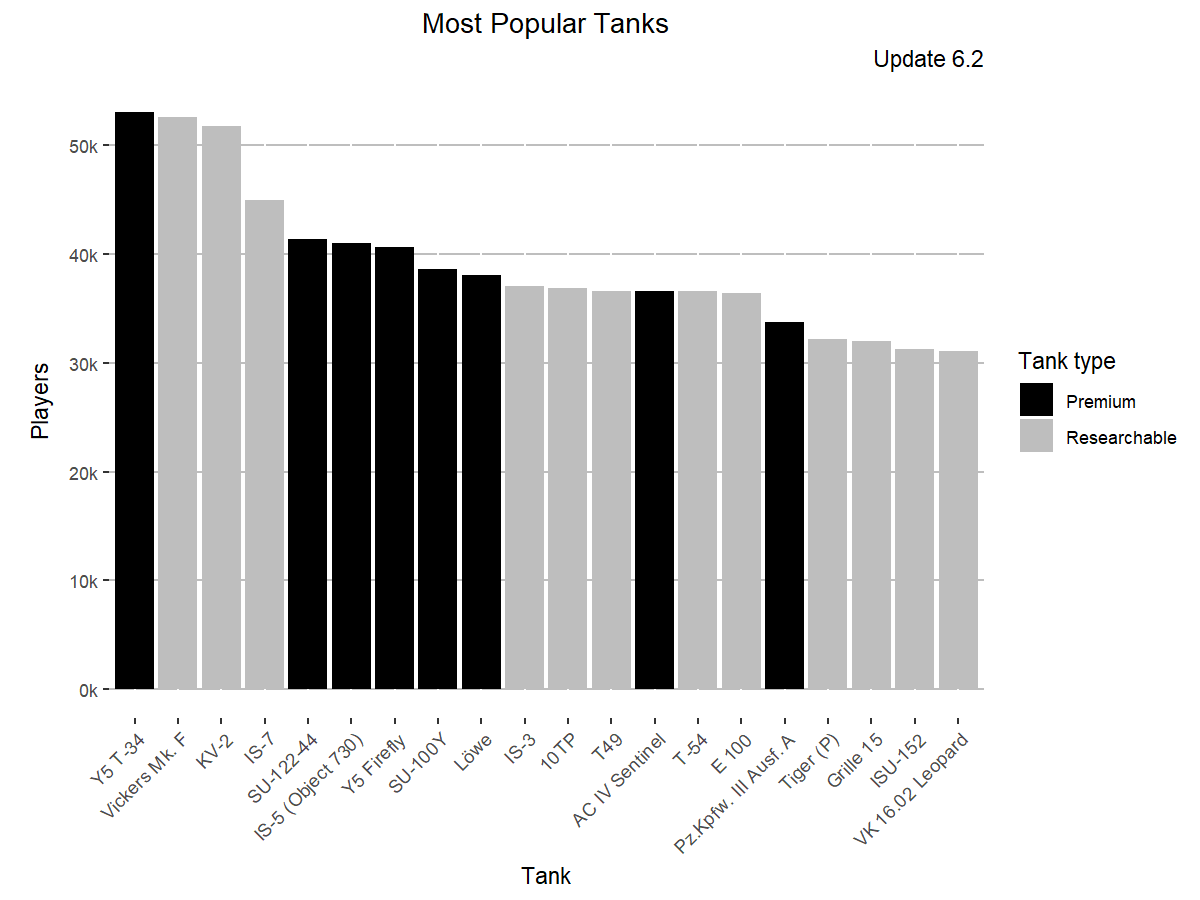 Most Popular Tanks
Update 6.2
50k
40k
30k
20k
10k
0k
Players
Y5 T-34
Vickers Mk. F
KV-2
IS-7
SU-122-44
IS-5 (Object 730)
Y5 Firefly
SU-100Y
Löwe
IS-3
10TP
T49
AC IV Sentinel
T-54
E 100
Pz.Kpfw. III Ausf. A
Tiger (P)
Grille 15
ISU-152
VK 16.02 Leopard
Tank
Tank type
Premium
Researchable